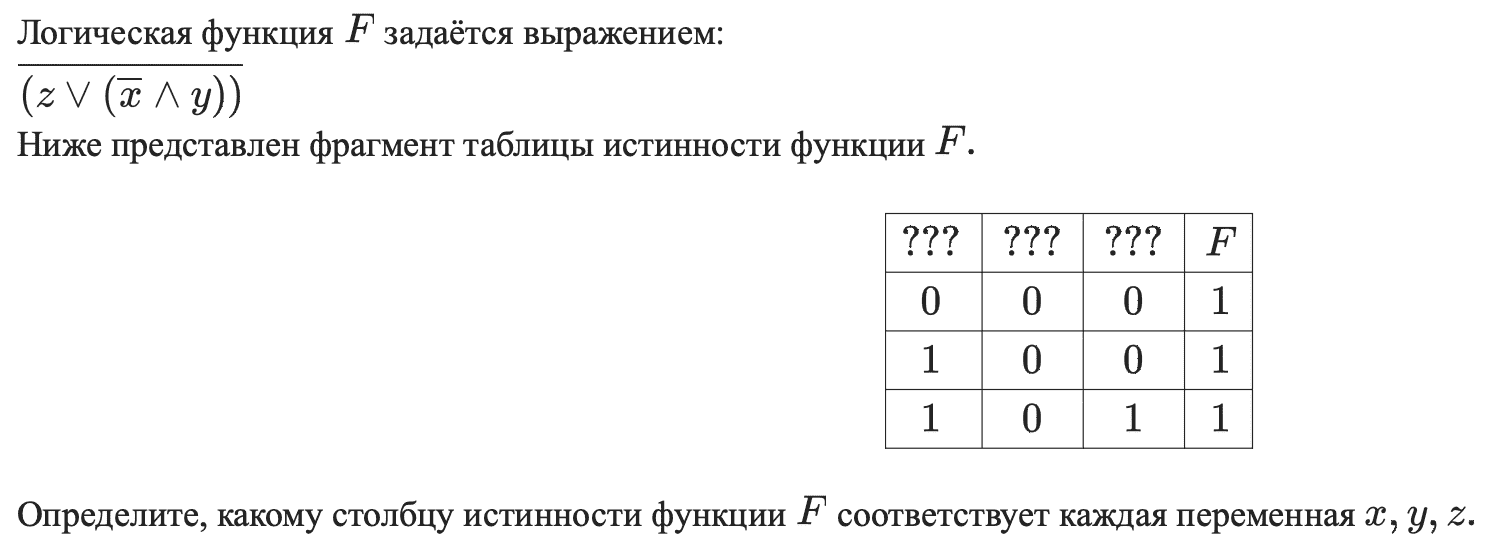 Логическая функция F задаётся выражением:
$\overline{(z \vee (\overline{x} \wedge y))}$
Ниже представлен фрагмент таблицы истинности функции F.
??? ??? ??? F
0 0 0 1
1 0 0 1
1 0 1 1
Определите, какому столбцу истинности функции F соответствует каждая переменная x, y, z.